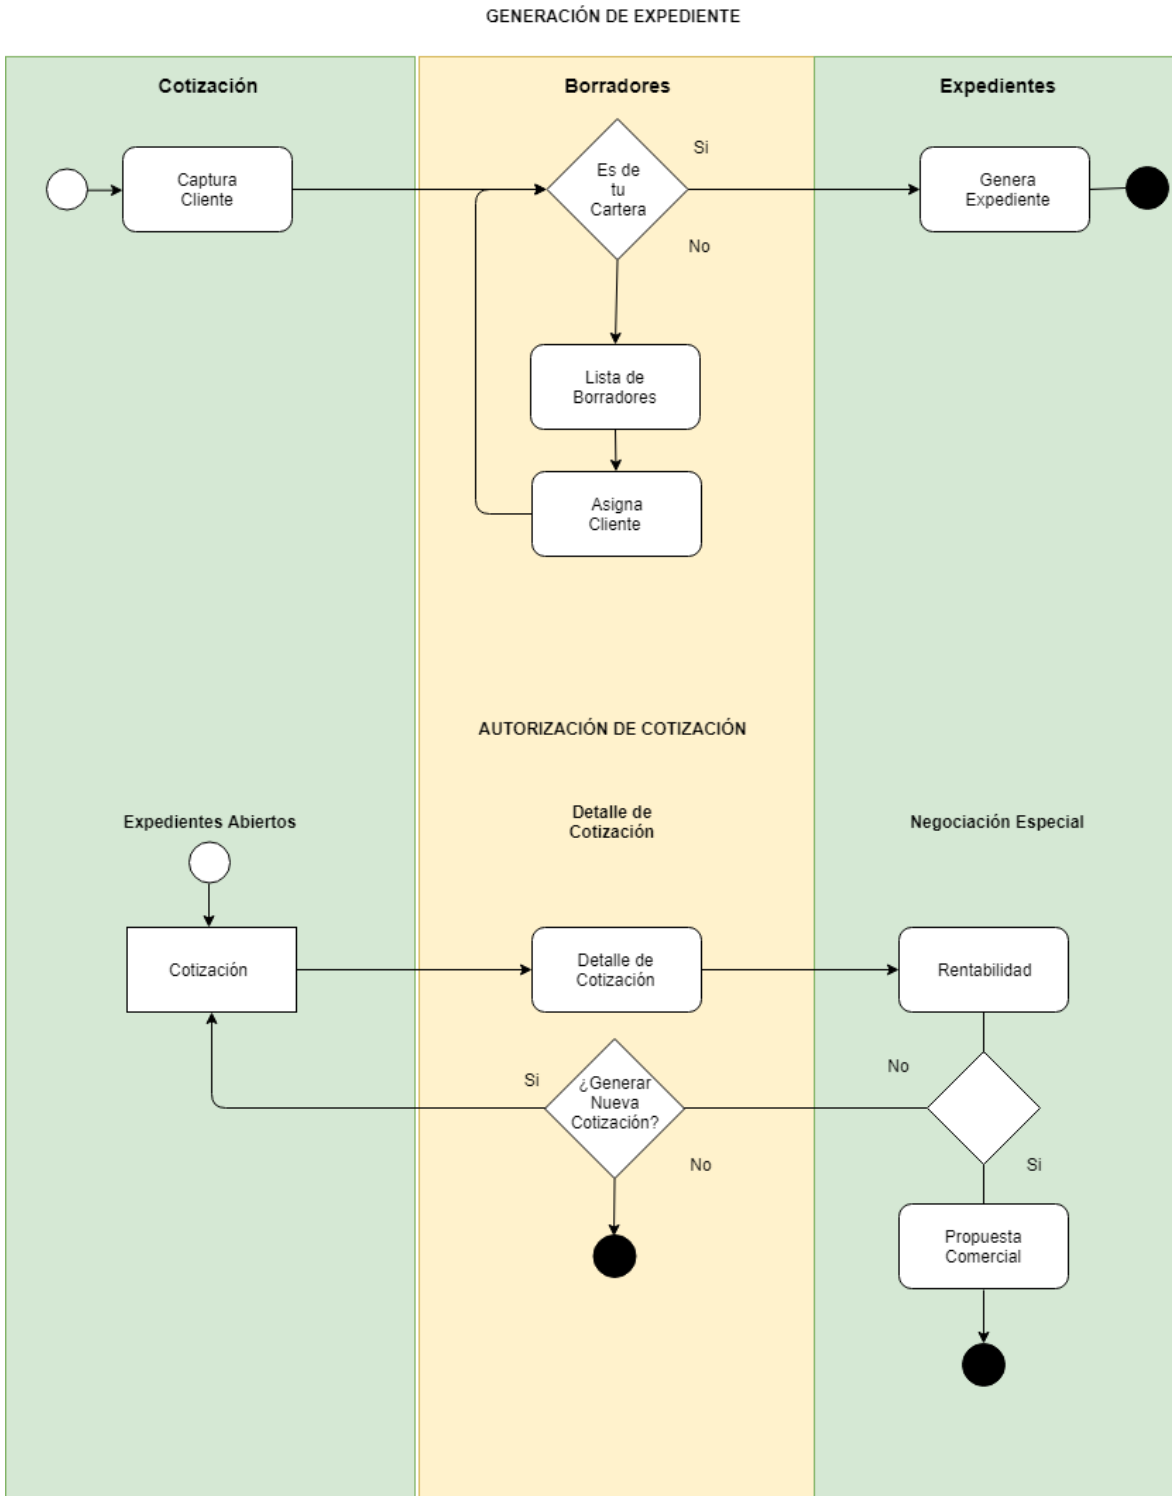 GENERACIÓN DE EXPEDIENTE
Cotización
Borradores
Expedientes
Captura
Cliente
Es de
tu
Cartera
Si
No
Genera
Expediente
Lista de
Borradores
Asigna
Cliente
AUTORIZACIÓN DE COTIZACIÓN
Expedientes Abiertos
Detalle de
Cotización
Negociación Especial
Cotización
Detalle de
Cotización
Rentabilidad
No
Si
¿Generar
Nueva
Cotización?
No
Si
Propuesta
Comercial